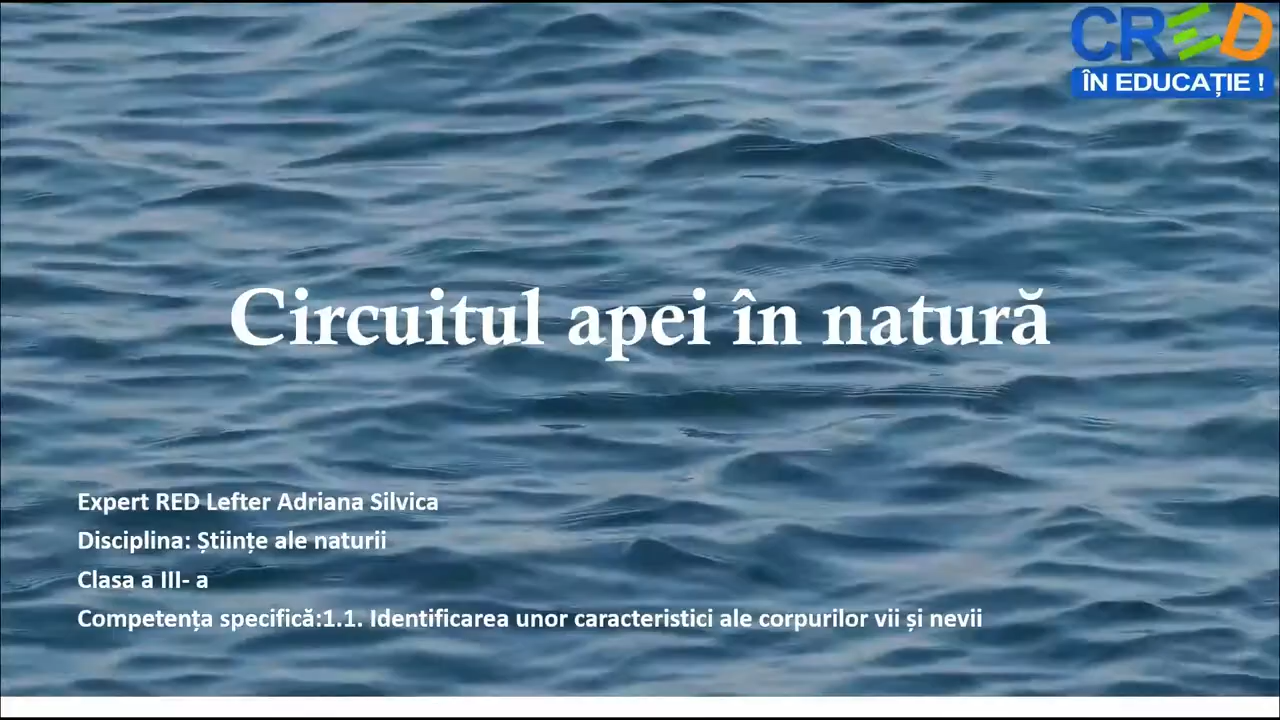 CRED
ÎN EDUCAȚIE !
Circuitul apei în natură
Expert RED Lefter Adriana Silvica
Disciplina: Științe ale naturii
Clasa a III- a
Competența specifică:1.1. Identificarea unor caracteristici ale corpurilor vii și nevii